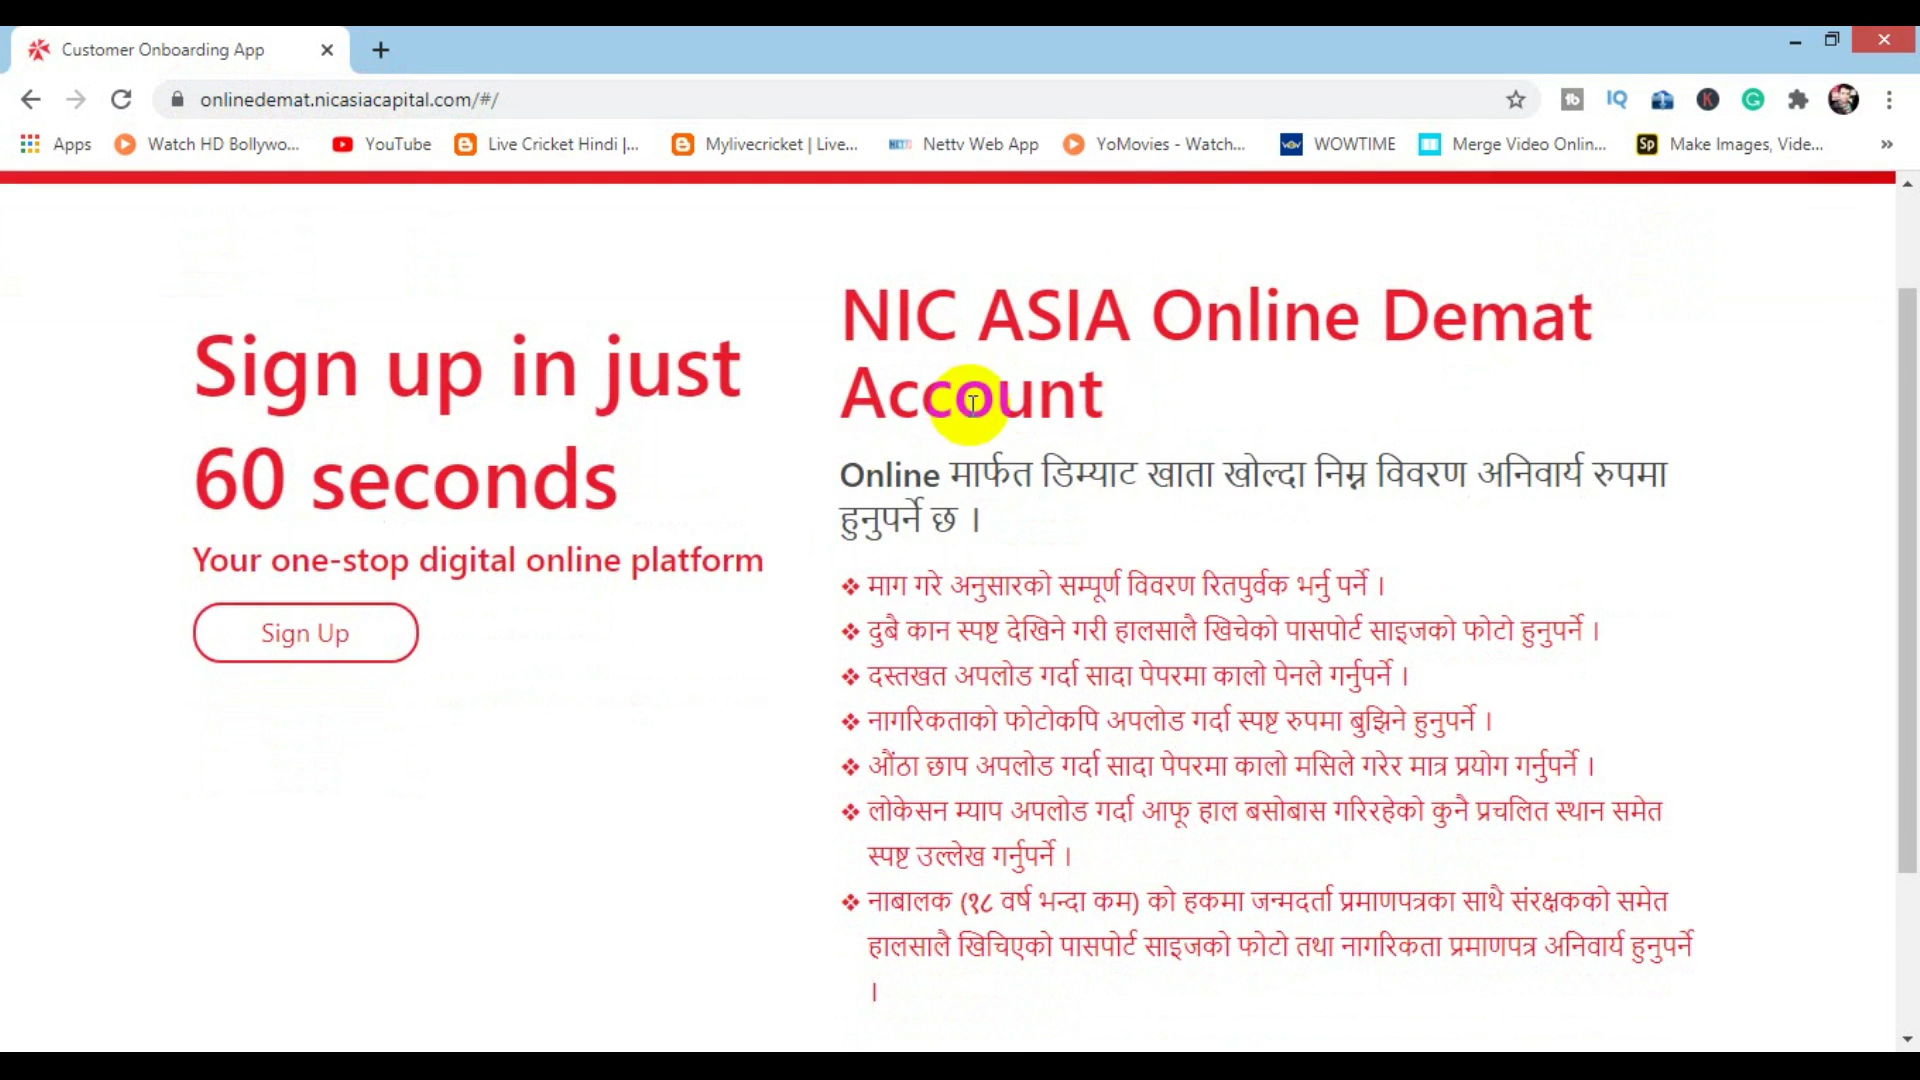 Customer Onboarding App
onlinedemat.nicasiacapital.com/#/
Apps Watch HD Bollywo... YouTube Live Cricket Hindi |... Mylivecricket | Live... Nettv Web App YoMovies - Watch... WOWTIME Merge Video Onlin... Make Images, Vide... »
Sign up in just
60 seconds
Your one-stop digital online platform
Sign Up
NIC ASIA Online Demat
Account
Online मार्फत डिम्याट खाता खोल्दा निम्न विवरण अनिवार्य रुपमा
हुनुपर्ने छ ।
❖ माग गरे अनुसारको सम्पूर्ण विवरण रितपुर्वक भर्नु पर्ने ।
❖ दुबै कान स्पष्ट देखिने गरी हालसालै खिचेको पासपोर्ट साइजको फोटो हुनुपर्ने ।
❖ दस्तखत अपलोड गर्दा सादा पेपरमा कालो पेनले गर्नुपर्ने ।
❖ नागरिकताको फोटोकपि अपलोड गर्दा स्पष्ट रुपमा बुझिने हुनुपर्ने ।
❖ औंठा छाप अपलोड गर्दा सादा पेपरमा कालो मसिले गरेर मात्र प्रयोग गर्नुपर्ने ।
❖ लोकेसन म्याप अपलोड गर्दा आफू हाल बसोबास गरिरहेको कुनै प्रचलित स्थान समेत
स्पष्ट उल्लेख गर्नुपर्ने ।
❖ नाबालक (१८ वर्ष भन्दा कम) को हकमा जन्मदर्ता प्रमाणपत्रका साथै संरक्षकको समेत
हालसालै खिचिएको पासपोर्ट साइजको फोटो तथा नागरिकता प्रमाणपत्र अनिवार्य हुनुपर्ने
।